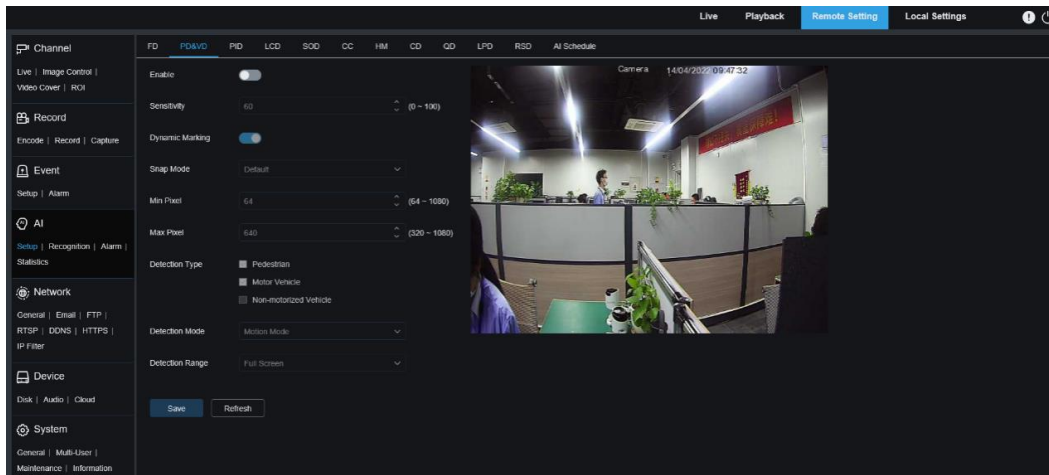 Live Playback Remote Setting Local Settings
Channel
Live | Image Control |
Video Cover | ROI
Record
Encode | Record | Capture
Event
Setup | Alarm
AI
Setup | Recognition | Alarm |
Statistics
Network
General | Email | FTP |
RTSP | DDNS | HTTPS |
IP Filter
Device
Disk | Audio | Cloud
System
General | Multi-User |
Maintenance | Information
FD PD&VD PID LCD SOD CC HM CD QD LPD RSD AI Schedule
Enable
Sensitivity 60 (0 ~ 100)
Dynamic Marking
Snap Mode Default
Min Pixel 64 (64 ~ 1080)
Max Pixel 640 (320 ~ 1080)
Detection Type Pedestrian
Motor Vehicle
Non-motorized Vehicle
Detection Mode Motion Mode
Detection Range Full Screen
Save Refresh
Camera 14/04/2022 09:47:32